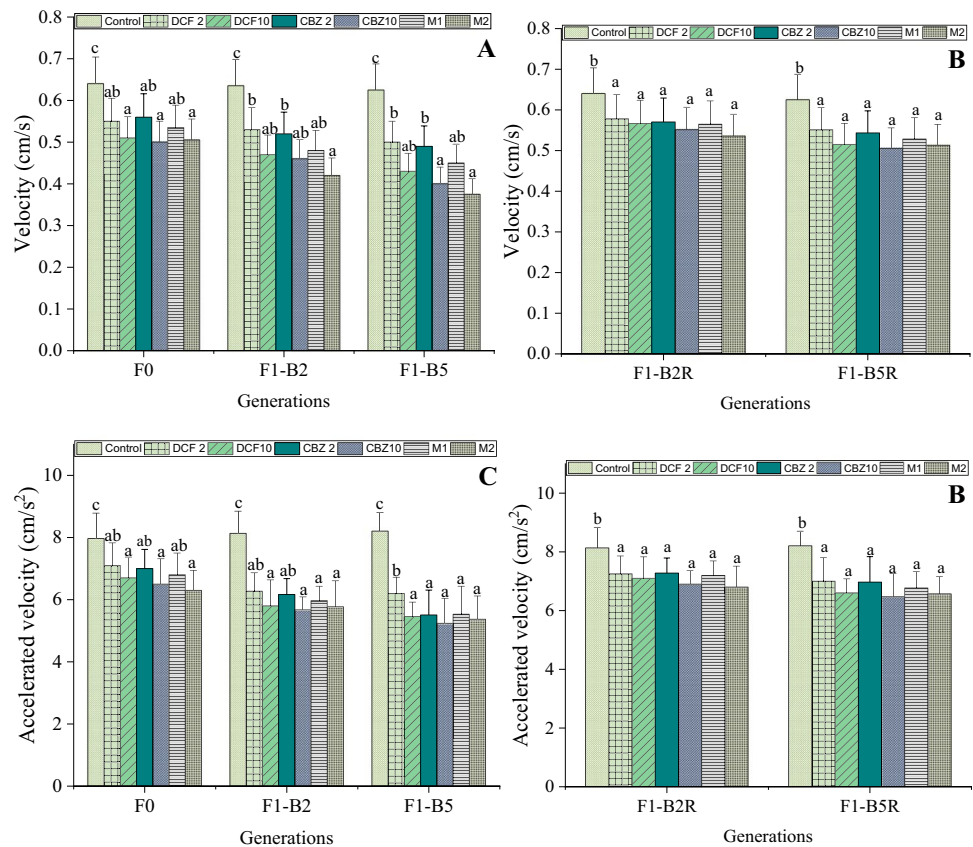 Control DCF 2 DCF10 CBZ 2 CBZ10 M1 M2
A
0.8
0.7
0.6
0.5
0.4
0.3
0.2
0.1
0.0
Velocity (cm/s)
c ab a ab a ab a
c b ab b a ab a
c b ab b a ab a
F0 F1-B2 F1-B5
Generations
Control DCF 2 DCF10 CBZ 2 CBZ10 M1 M2
B
0.8
0.7
0.6
0.5
0.4
0.3
0.2
0.1
0.0
Velocity (cm/s)
b a a a a a a
b a a a a a a
F1-B2R F1-B5R
Generations
Control DCF 2 DCF10 CBZ 2 CBZ10 M1 M2
C
10
8
6
4
2
0
Accelerated velocity (cm/s²)
c ab a ab a ab a
c ab a ab a a a
c b a a a a a
F0 F1-B2 F1-B5
Generations
Control DCF 2 DCF10 CBZ 2 CBZ10 M1 M2
B
10
8
6
4
2
0
Accelerated velocity (cm/s²)
b a a a a a a
b a a a a a a
F1-B2R F1-B5R
Generations